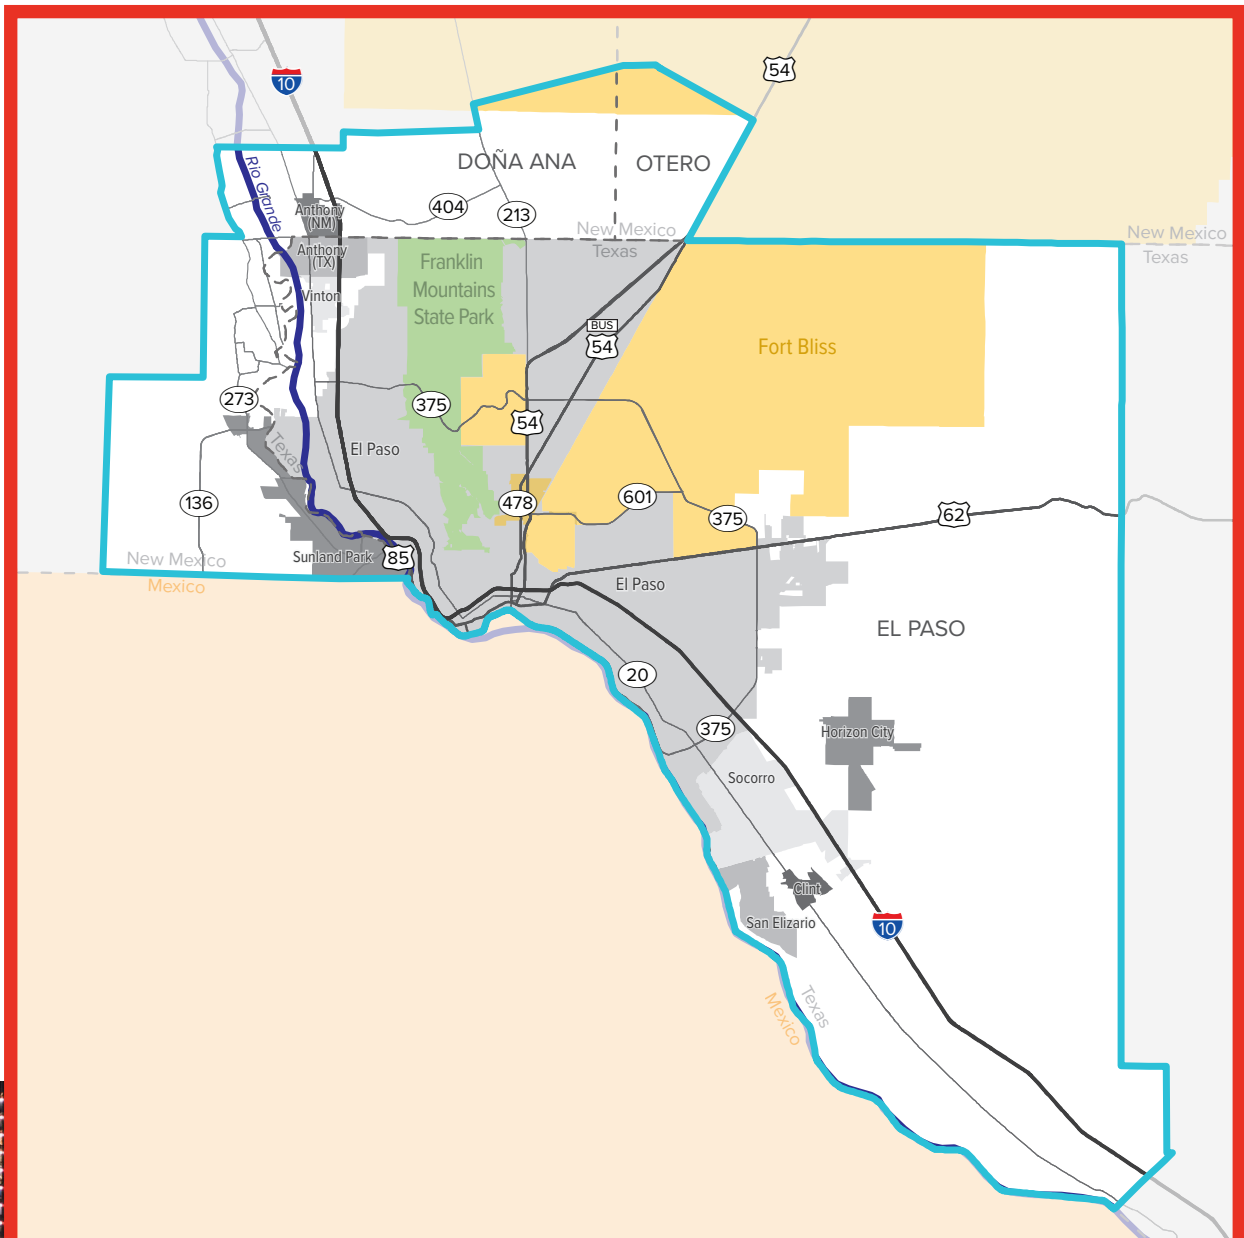 54
10
DOÑA ANA
OTERO
Rio Grande
404
213
Anthony
(NM)
New Mexico
Texas
New Mexico
Texas
Anthony
(TX)
Franklin
Mountains
State Park
Vinton
BUS
54
Fort Bliss
273
375
54
El Paso
Texas
136
478
601
375
62
New Mexico
Mexico
Sunland Park
85
El Paso
EL PASO
20
375
Horizon City
Socorro
Clint
San Elizario
10
Texas
Mexico